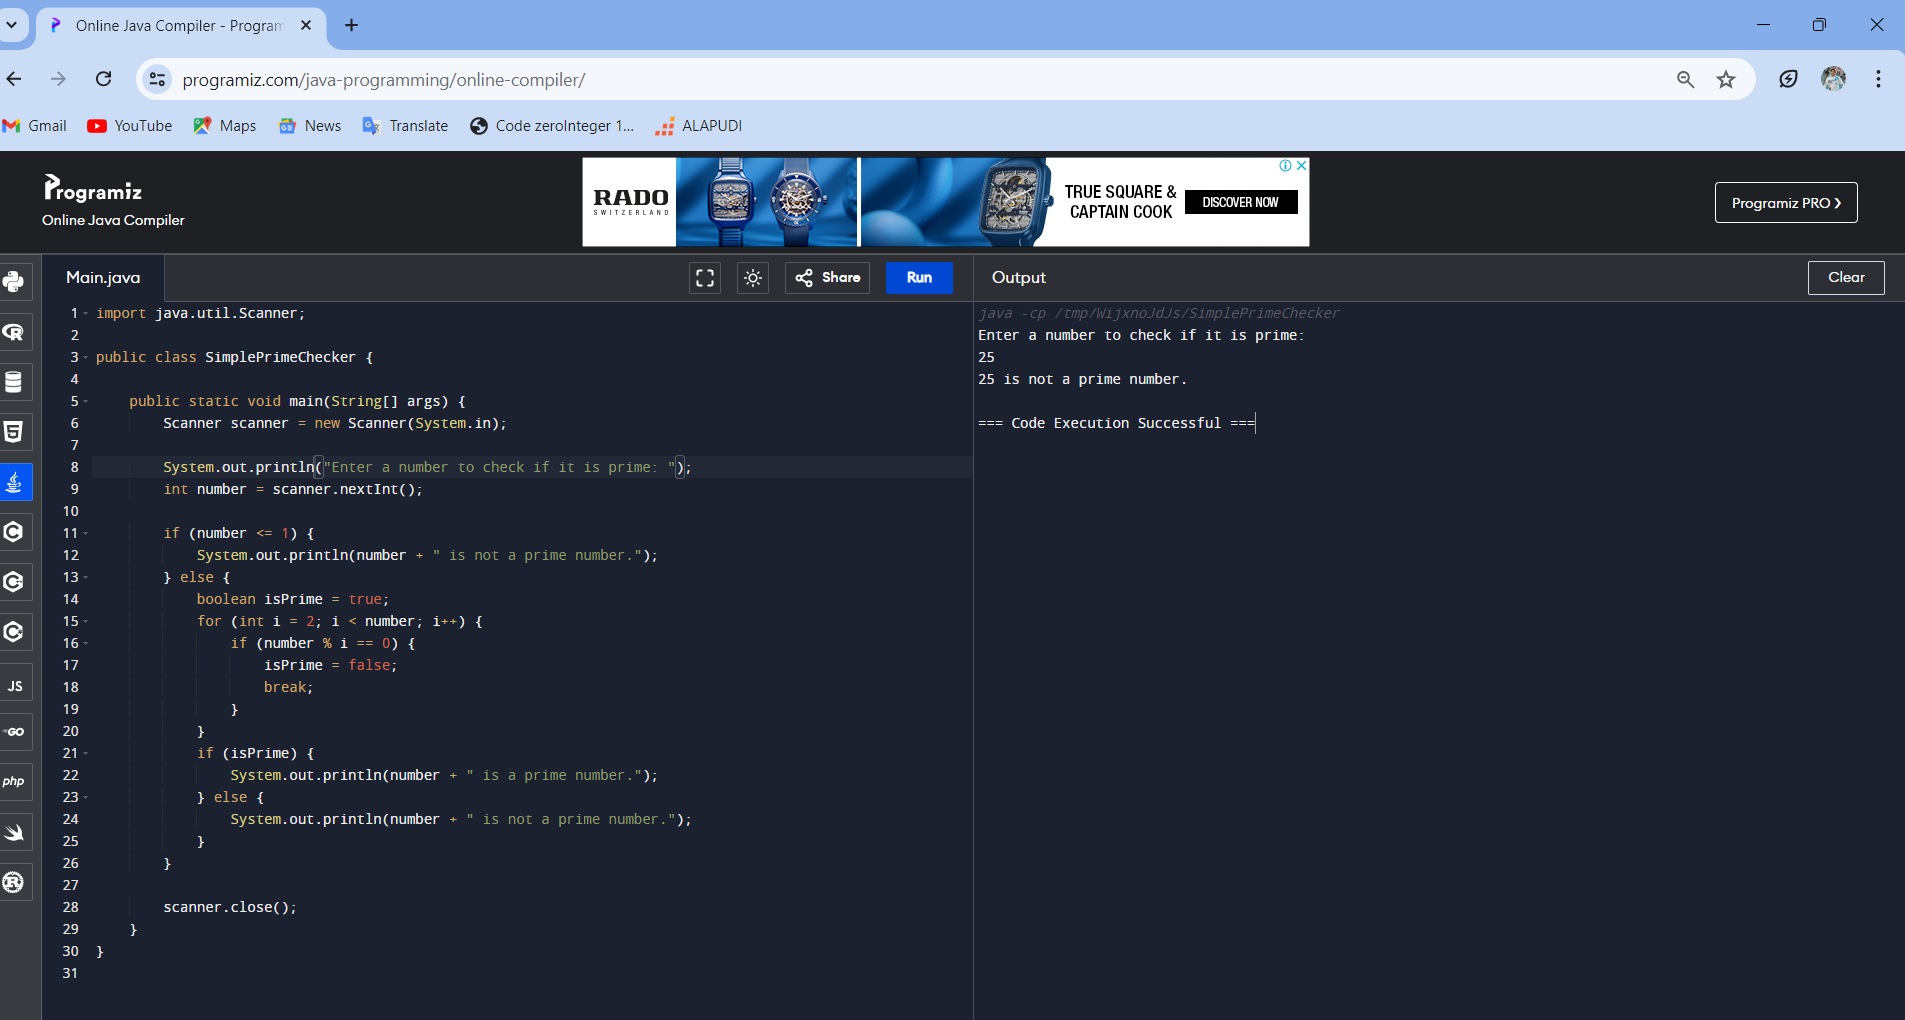 Online Java Compiler - Program
programiz.com/java-programming/online-compiler/
Gmail YouTube Maps News Translate Code zeroInteger 1... ALAPUDI
Programiz
Online Java Compiler
RADO
SWITZERLAND
TRUE SQUARE &
CAPTAIN COOK
DISCOVER NOW
Programiz PRO ❯
Main.java Share Run
1 import java.util.Scanner;
2
3 public class SimplePrimeChecker {
4
5     public static void main(String[] args) {
6         Scanner scanner = new Scanner(System.in);
7
8         System.out.println("Enter a number to check if it is prime: ");
9         int number = scanner.nextInt();
10
11         if (number <= 1) {
12             System.out.println(number + " is not a prime number.");
13         } else {
14             boolean isPrime = true;
15             for (int i = 2; i < number; i++) {
16                 if (number % i == 0) {
17                     isPrime = false;
18                     break;
19                 }
20             }
21             if (isPrime) {
22                 System.out.println(number + " is a prime number.");
23             } else {
24                 System.out.println(number + " is not a prime number.");
25             }
26         }
27
28         scanner.close();
29     }
30 }
31
Output Clear
java -cp /tmp/WijxnoJdJs/SimplePrimeChecker
Enter a number to check if it is prime:
25
25 is not a prime number.
=== Code Execution Successful ===
R
5
C
C
C
JS
GO
php
R